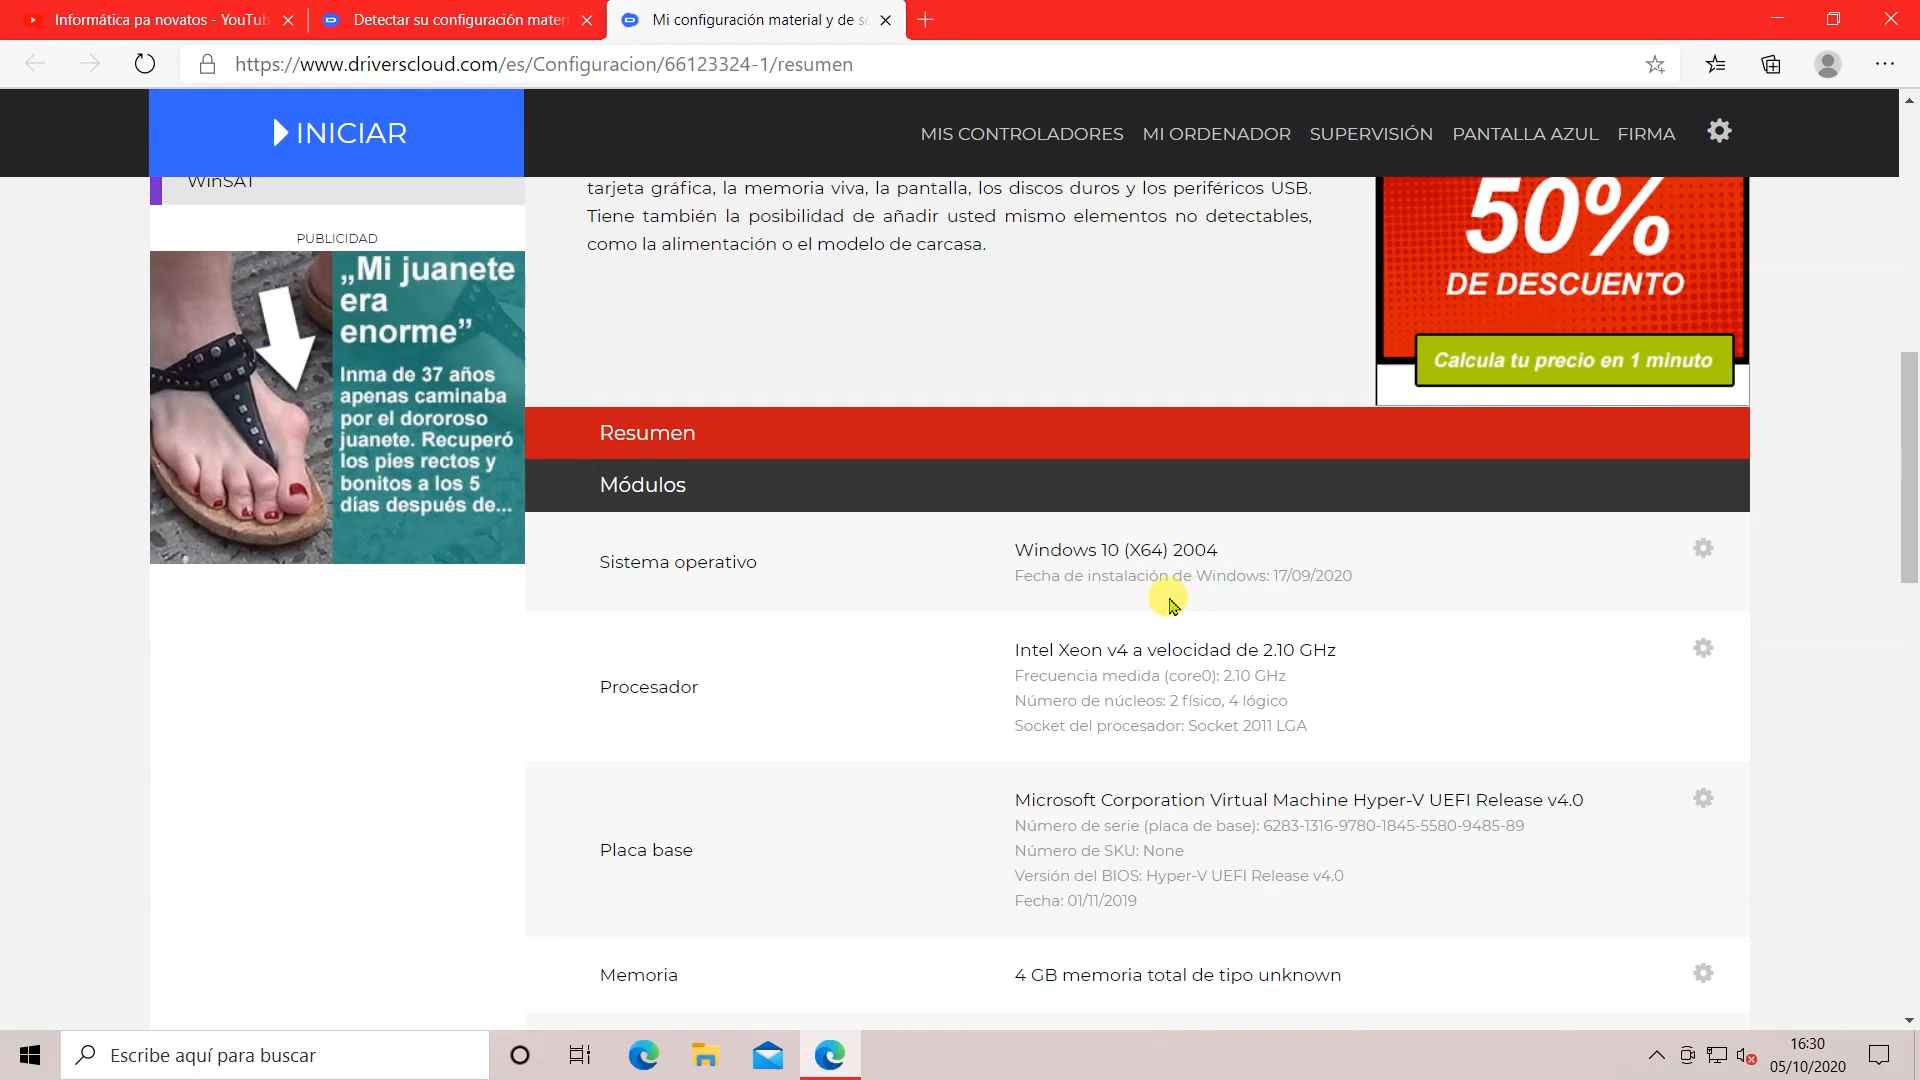 Informática pa novatos - YouTub
Detectar su configuración mater
Mi configuración material y de s
https://www.driverscloud.com/es/Configuracion/66123324-1/resumen
INICIAR
MIS CONTROLADORES
MI ORDENADOR
SUPERVISIÓN
PANTALLA AZUL
FIRMA
WinSAT
PUBLICIDAD
„Mi juanete
era
enorme”
Inma de 37 años
apenas caminaba
por el dororoso
juanete. Recuperó
los pies rectos y
bonitos a los 5
días después de...
tarjeta gráfica, la memoria viva, la pantalla, los discos duros y los periféricos USB.
Tiene también la posibilidad de añadir usted mismo elementos no detectables,
como la alimentación o el modelo de carcasa.
50%
DE DESCUENTO
Calcula tu precio en 1 minuto
Resumen
Módulos
Sistema operativo
Windows 10 (X64) 2004
Fecha de instalación de Windows: 17/09/2020
Procesador
Intel Xeon v4 a velocidad de 2.10 GHz
Frecuencia medida (core0): 2.10 GHz
Número de núcleos: 2 físico, 4 lógico
Socket del procesador: Socket 2011 LGA
Placa base
Microsoft Corporation Virtual Machine Hyper-V UEFI Release v4.0
Número de serie (placa de base): 6283-1316-9780-1845-5580-9485-89
Número de SKU: None
Versión del BIOS: Hyper-V UEFI Release v4.0
Fecha: 01/11/2019
Memoria
4 GB memoria total de tipo unknown
Escribe aquí para buscar
16:30
05/10/2020